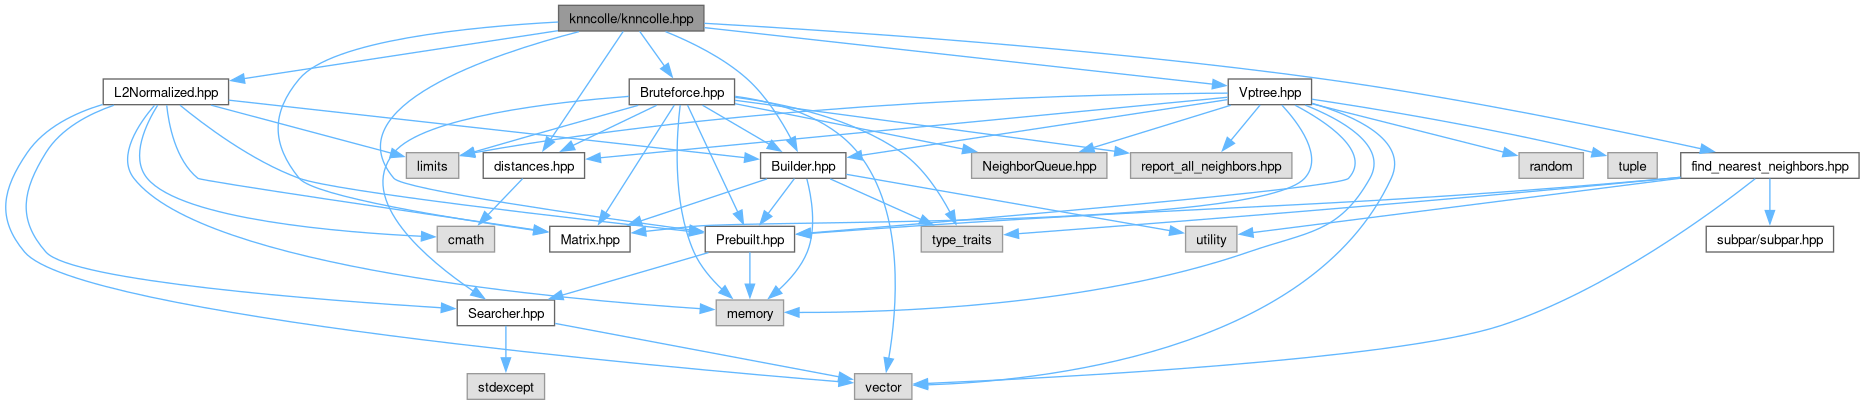 knncolle/knncolle.hpp
L2Normalized.hpp
Bruteforce.hpp
Vptree.hpp
limits
distances.hpp
Builder.hpp
NeighborQueue.hpp
report_all_neighbors.hpp
random
tuple
find_nearest_neighbors.hpp
cmath
Matrix.hpp
Prebuilt.hpp
type_traits
utility
subpar/subpar.hpp
Searcher.hpp
memory
stdexcept
vector